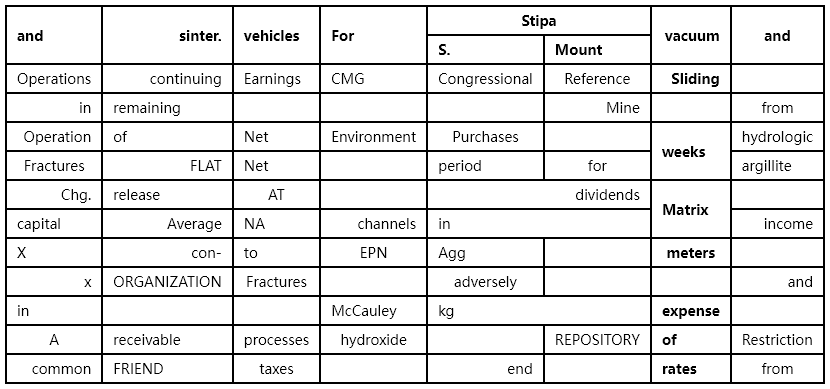 and sinter. vehicles For Stipa vacuum and
S. Mount
Operations continuing Earnings CMG Congressional Reference Sliding
in remaining Mine from
Operation of Net Environment Purchases weeks hydrologic
Fractures FLAT Net period for argillite
Chg. release AT dividends Matrix
capital Average NA channels in income
X con- to EPN Agg meters
x ORGANIZATION Fractures adversely and
in McCauley kg expense
A receivable processes hydroxide REPOSITORY of Restriction
common FRIEND taxes end rates from